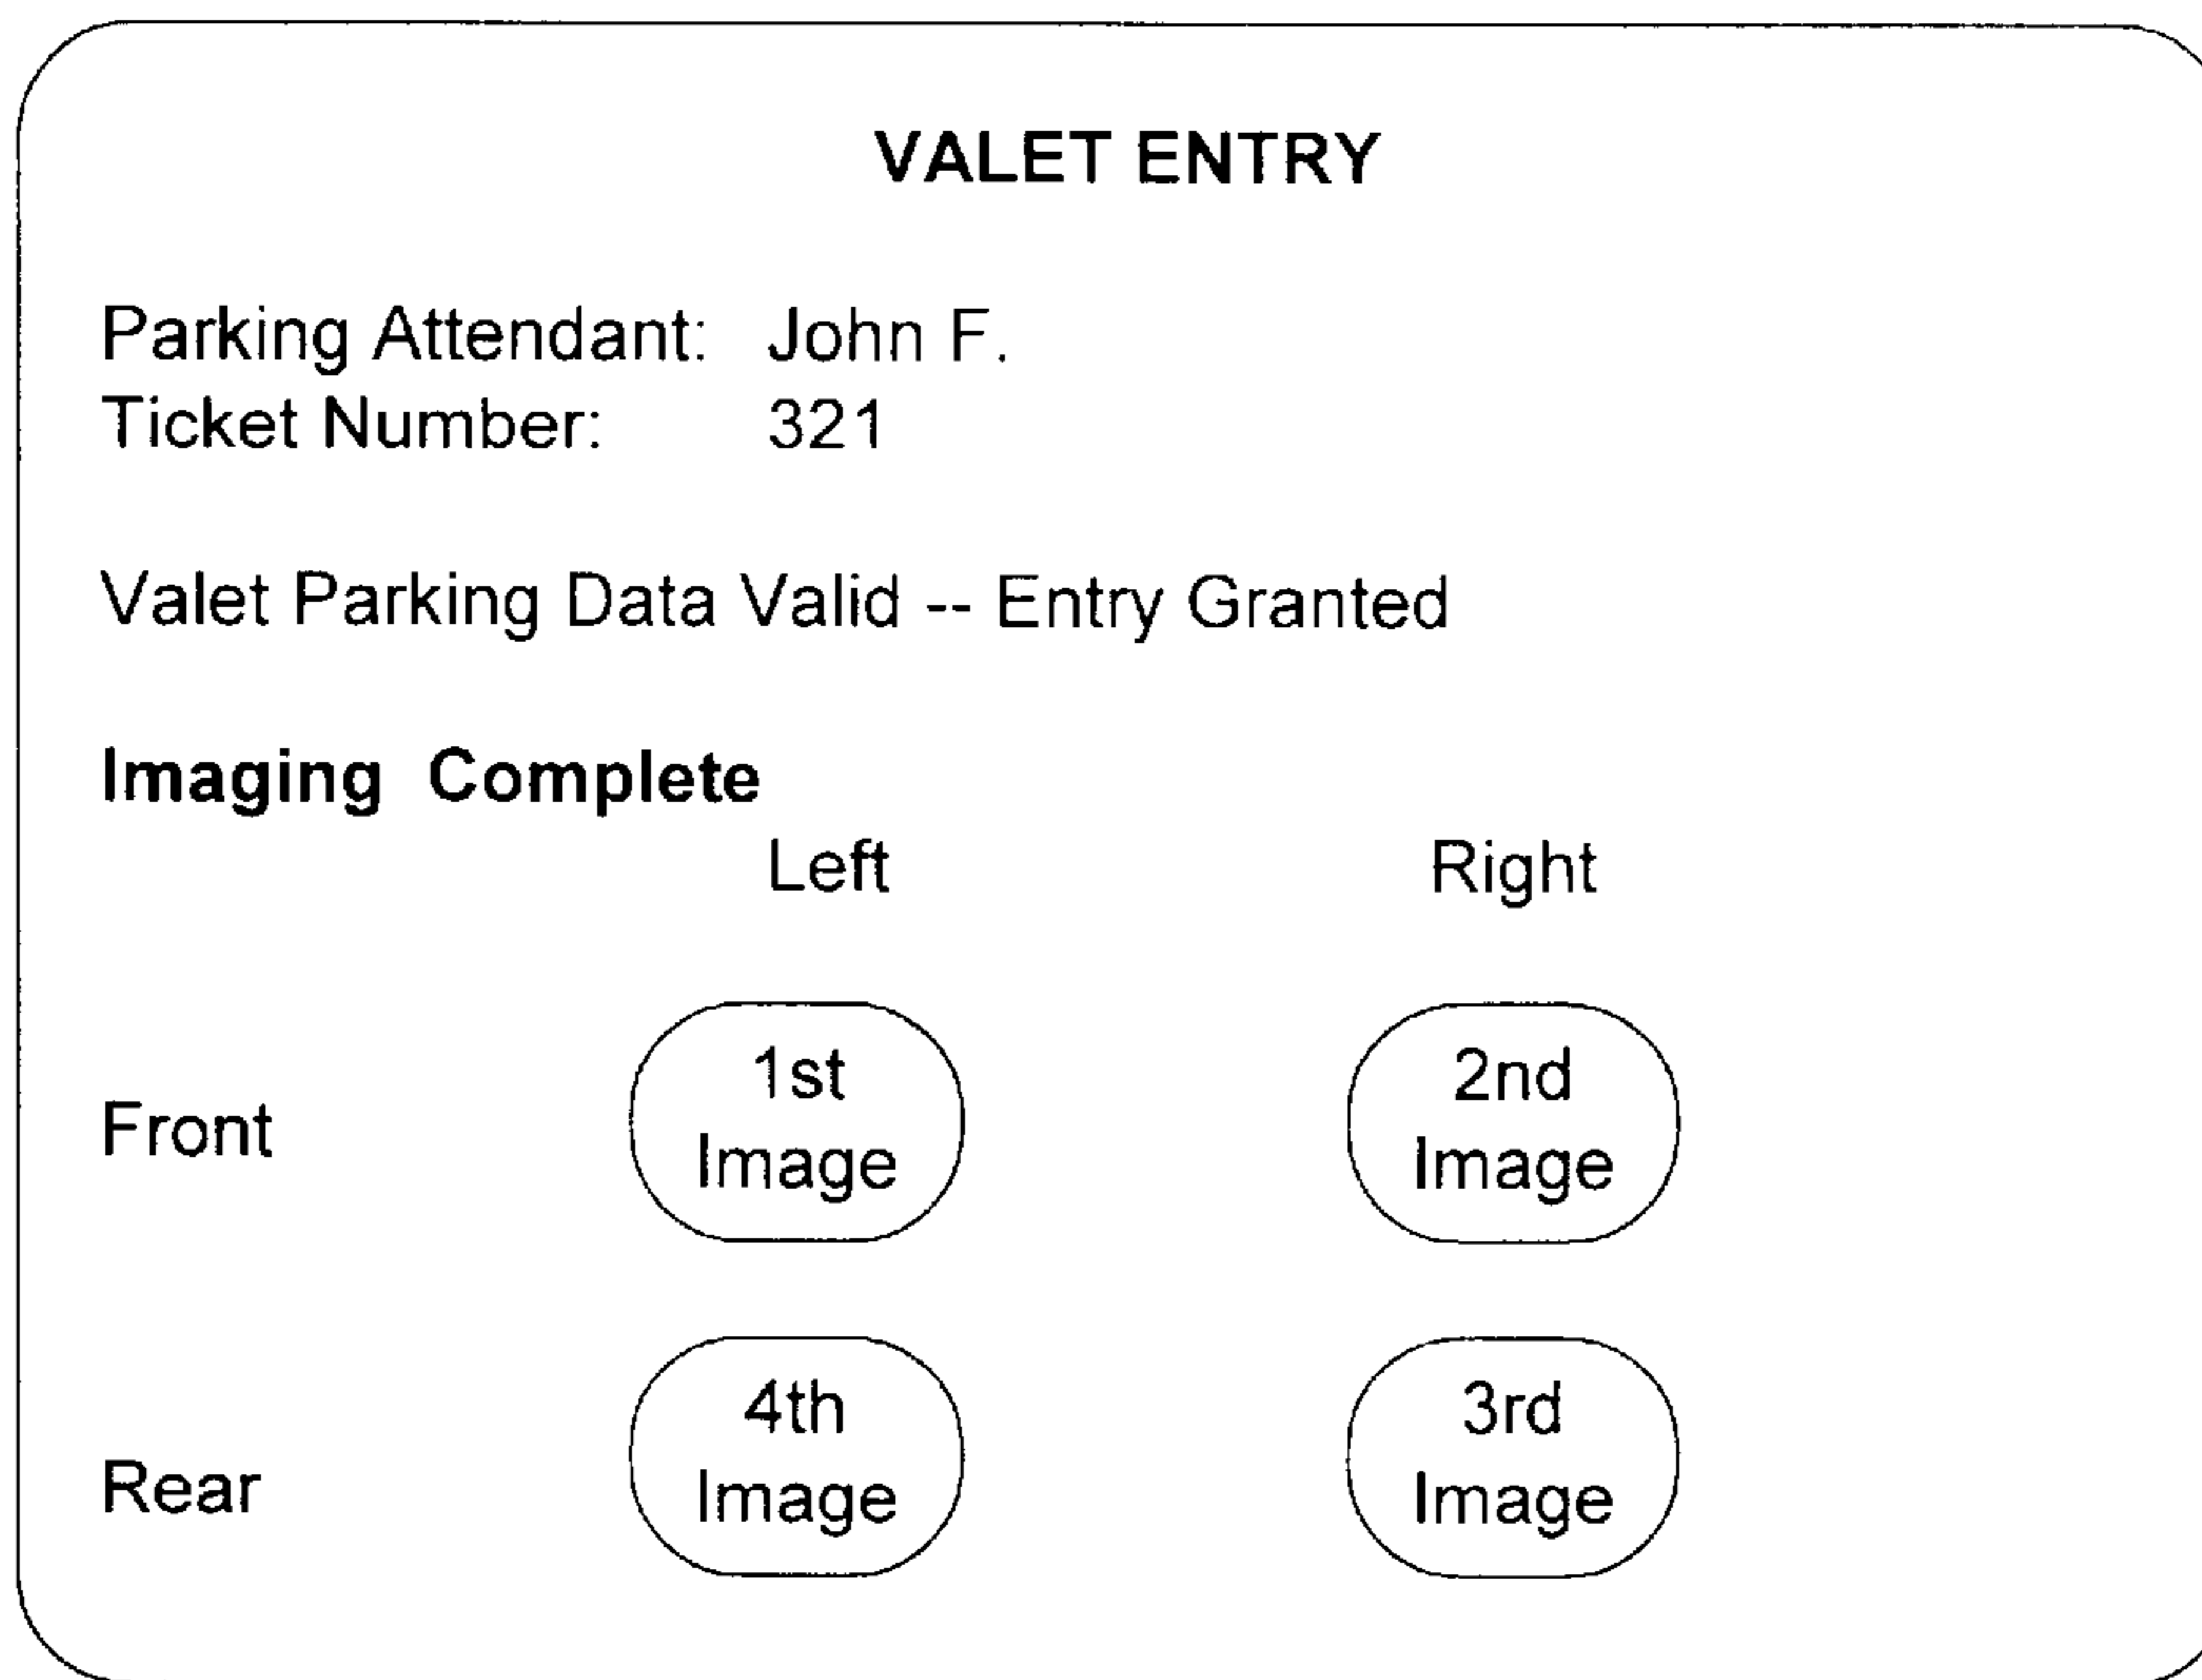 VALET ENTRY
Parking Attendant: John F.
Ticket Number: 321
Valet Parking Data Valid -- Entry Granted
Imaging Complete
Left Right
1st 2nd
Front
Image Image
4th 3rd
Rear
Image Image